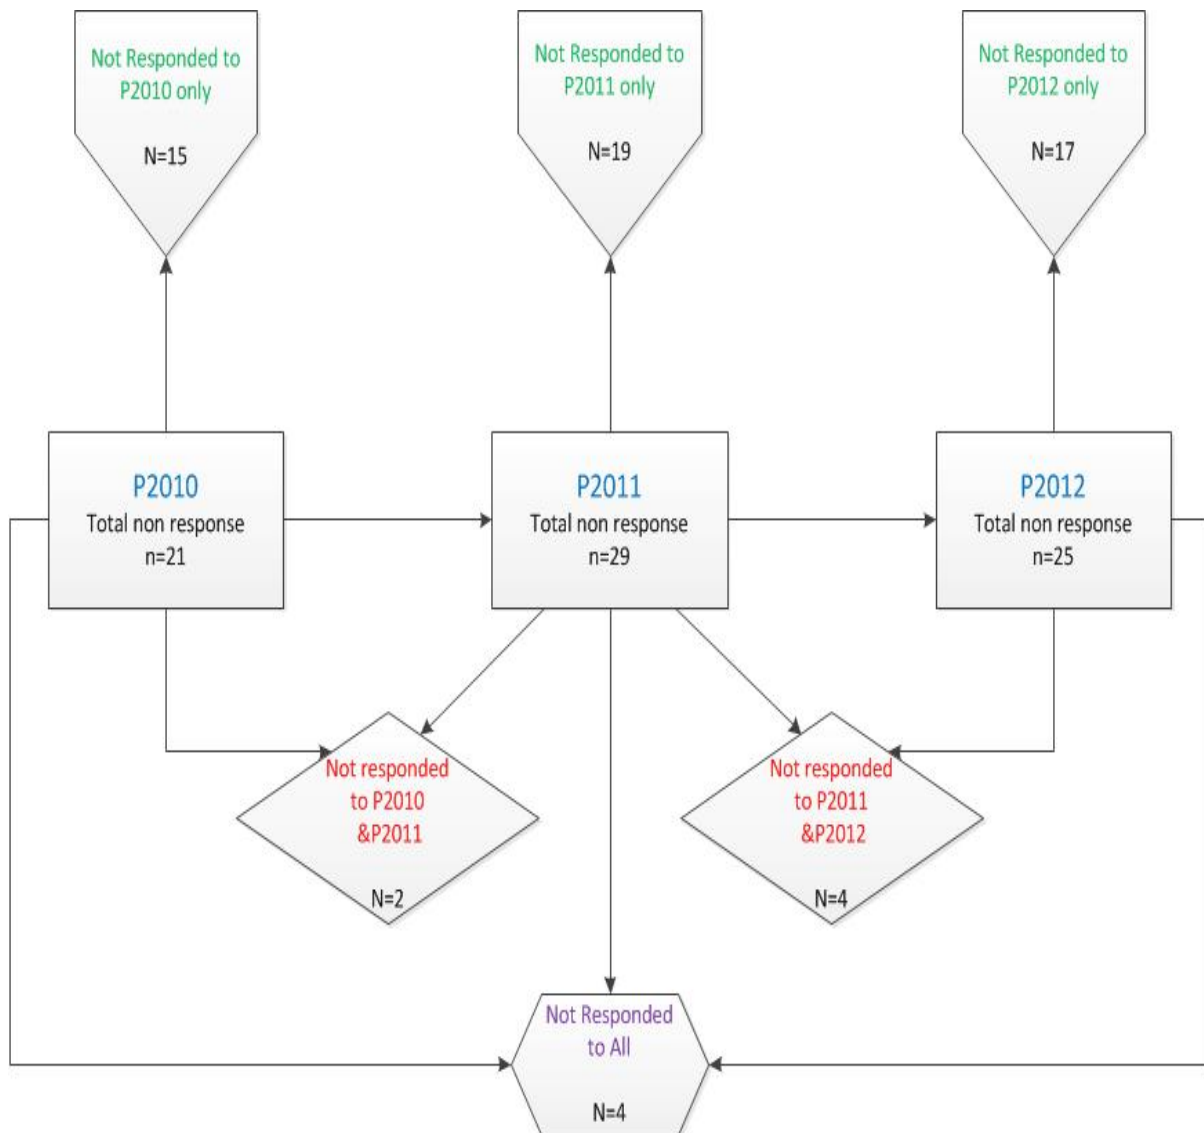 Not Responded to
P2010 only
N=15
Not Responded to
P2011 only
N=19
Not Responded to
P2012 only
N=17
P2010
Total non response
n=21
P2011
Total non response
n=29
P2012
Total non response
n=25
Not responded
to P2010
&P2011
N=2
Not responded
to P2011
&P2012
N=4
Not Responded
to All
N=4